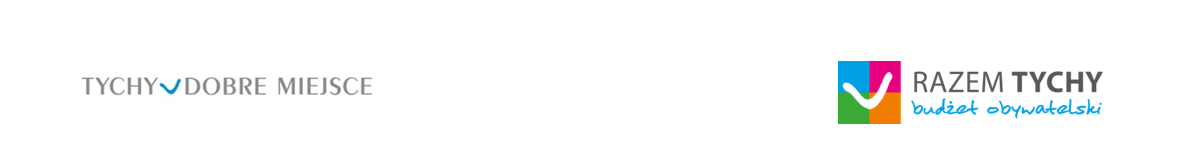 TYCHY DOBRE MIEJSCE
RAZEM TYCHY
budżet obywatelski